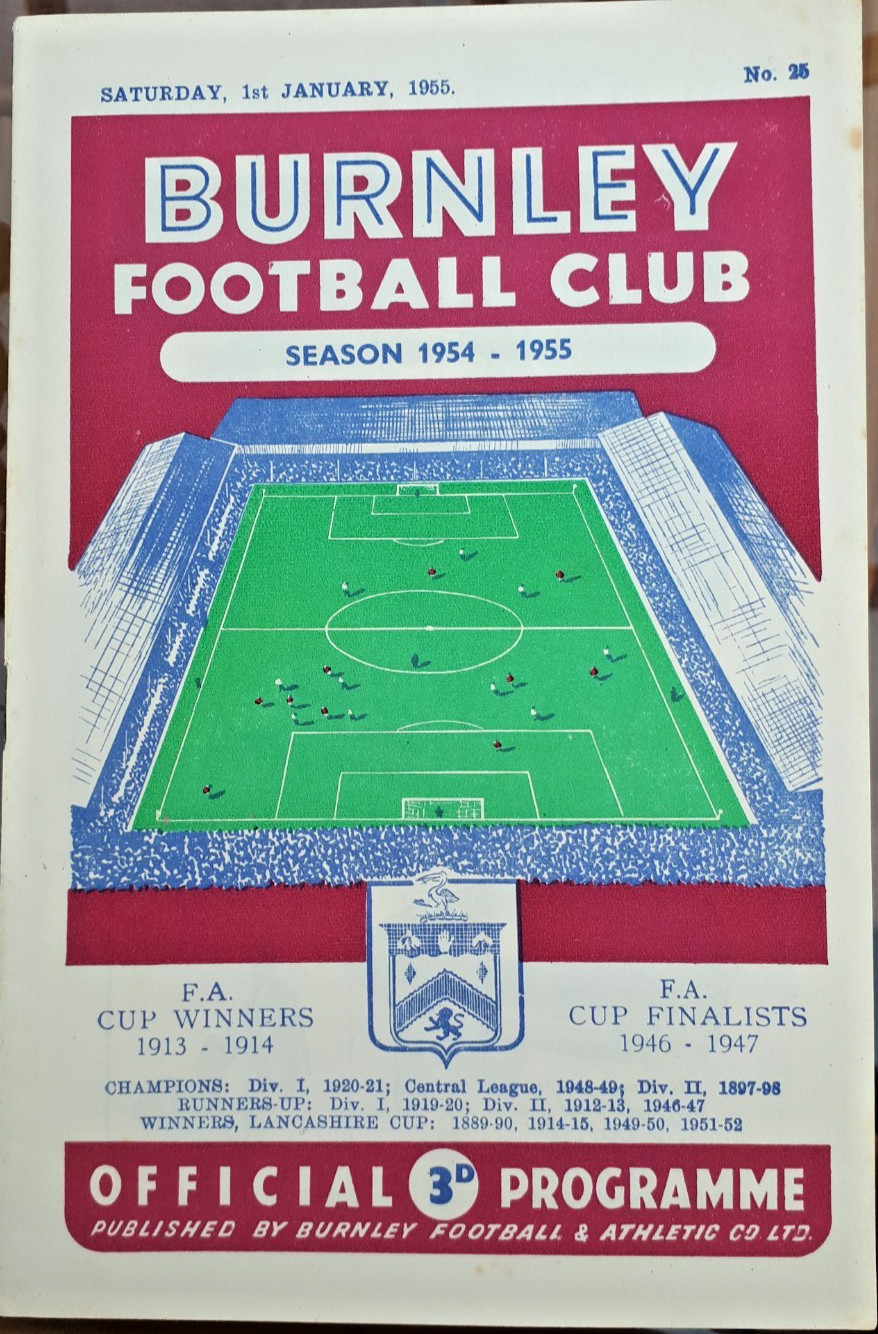 SATURDAY, 1st JANUARY, 1955.
No. 25
BURNLEY
FOOTBALL CLUB
SEASON 1954 - 1955
F.A.
CUP WINNERS
1913 - 1914
F.A.
CUP FINALISTS
1946 - 1947
CHAMPIONS: Div. I, 1920-21; Central League, 1948-49; Div. II, 1897-98
RUNNERS-UP: Div. I, 1919-20; Div. II, 1912-13, 1946-47
WINNERS, LANCASHIRE CUP: 1889-90, 1914-15, 1949-50, 1951-52
OFFICIAL 3D PROGRAMME
PUBLISHED BY BURNLEY FOOTBALL & ATHLETIC CO. LTD.